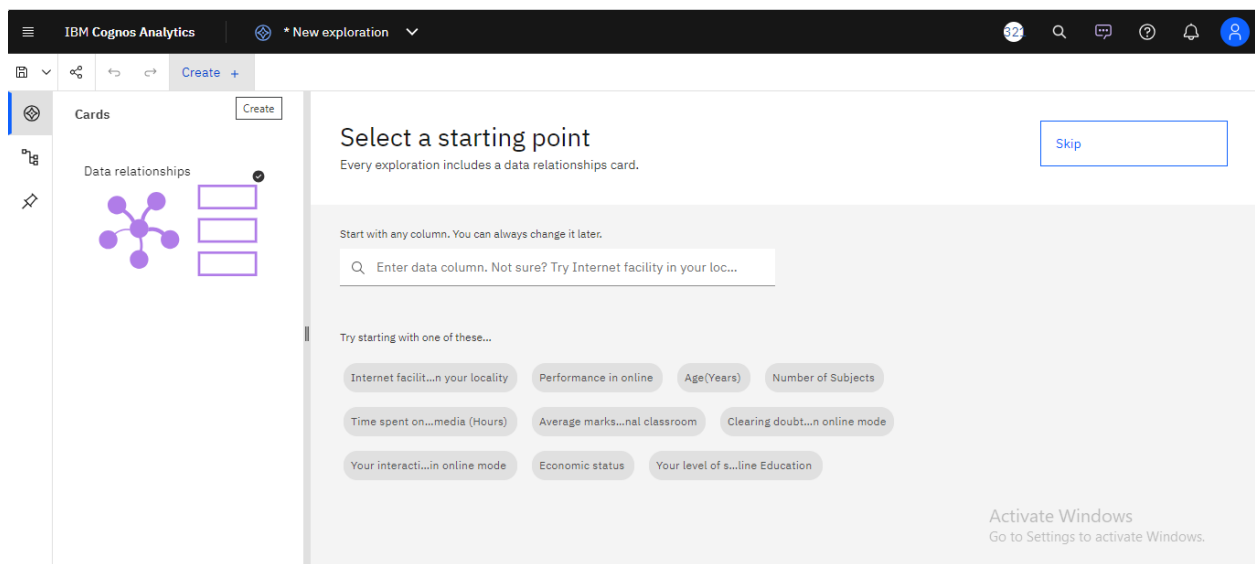 IBM Cognos Analytics
* New exploration
321
Create +
Cards
Create
Data relationships
Select a starting point
Every exploration includes a data relationships card.
Skip
Start with any column. You can always change it later.
Enter data column. Not sure? Try Internet facility in your loc...
Try starting with one of these...
Internet facilit...n your locality
Performance in online
Age(Years)
Number of Subjects
Time spent on...media (Hours)
Average marks...nal classroom
Clearing doubt...n online mode
Your interacti...in online mode
Economic status
Your level of s...line Education
Activate Windows
Go to Settings to activate Windows.